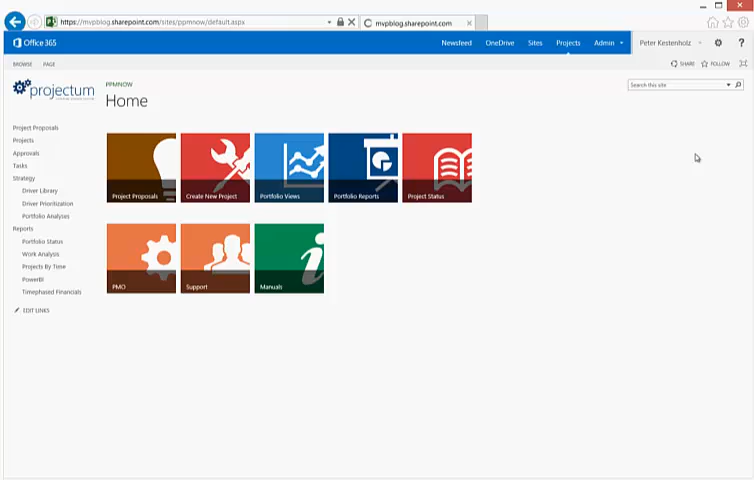 https://mvpblog.sharepoint.com/sites/ppmnow/default.aspx
mvpblog.sharepoint.com
Office 365
Newsfeed
OneDrive
Sites
Projects
Admin
Peter Kestenholz
?
BROWSE
PAGE
SHARE
FOLLOW
projectum
PPMNOW
Home
Search this site
Project Proposals
Projects
Approvals
Tasks
Strategy
Driver Library
Driver Prioritization
Portfolio Analyses
Reports
Portfolio Status
Work Analysis
Projects By Time
PowerBI
Timephased Financials
EDIT LINKS
Project Proposals
Create New Project
Portfolio Views
Portfolio Reports
Project Status
PMO
Support
Manuals